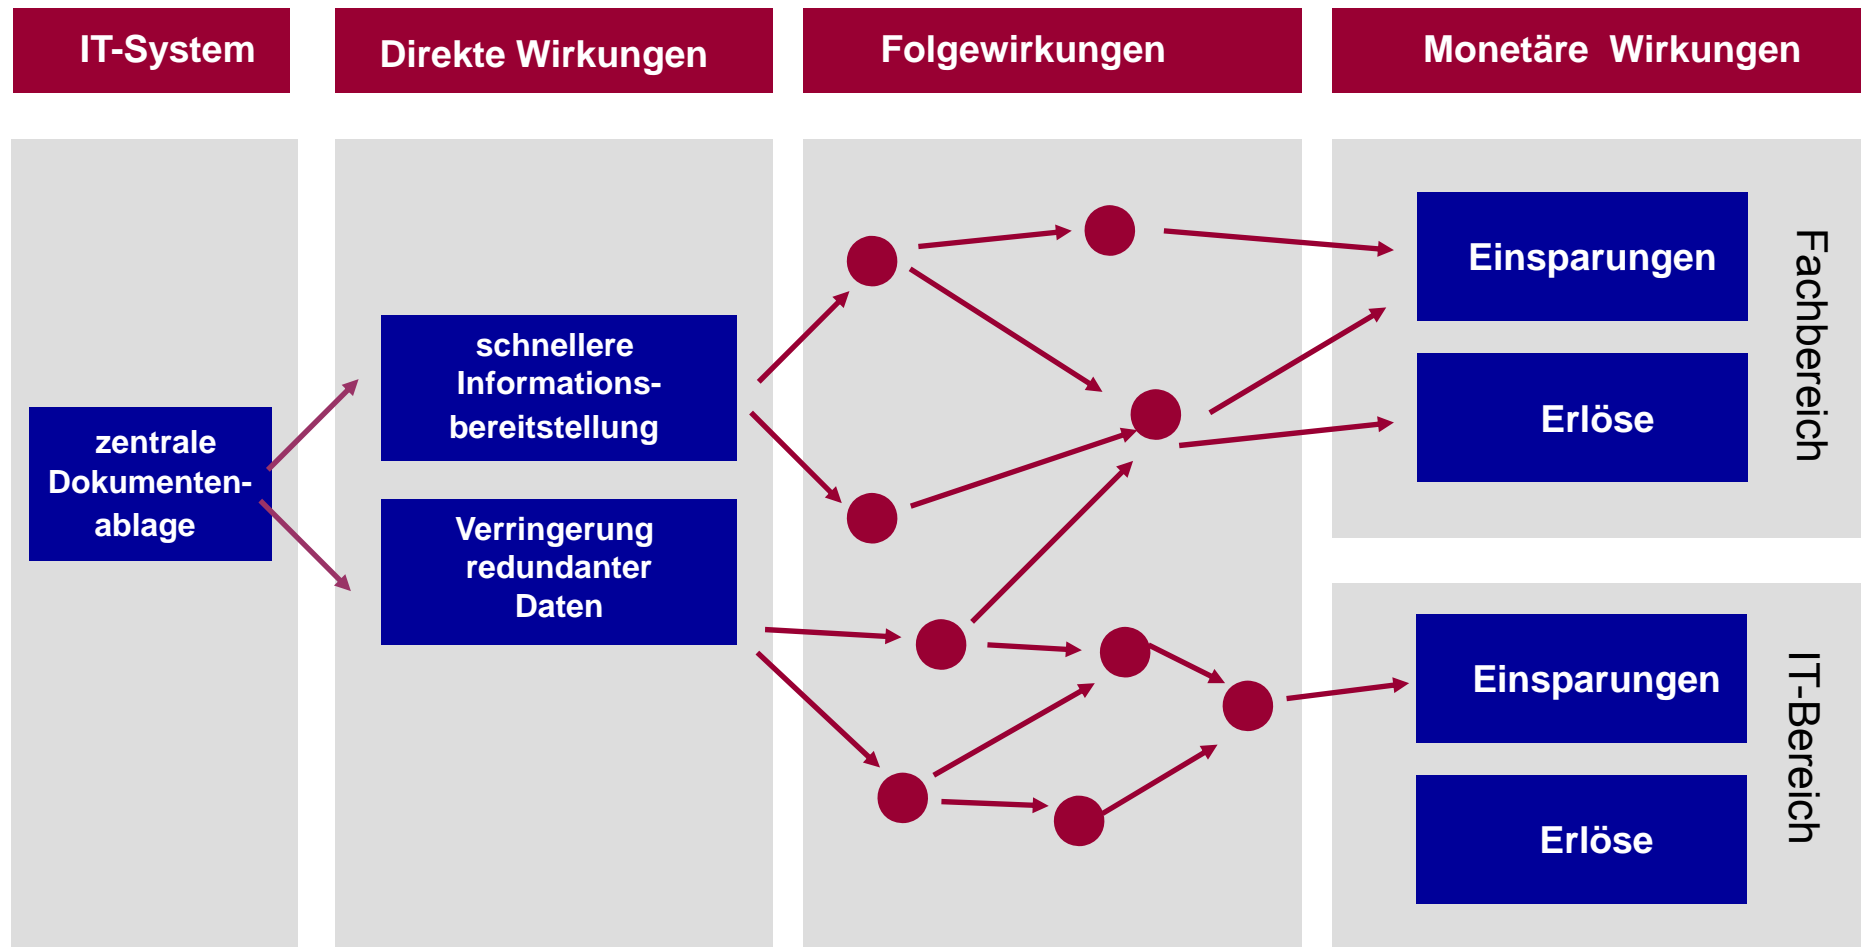 IT-System
Direkte Wirkungen
Folgewirkungen
Monetäre Wirkungen
zentrale
Dokumenten-
ablage
schnellere
Informations-
bereitstellung
Verringerung
redundanter
Daten
Einsparungen
Erlöse
Fachbereich
Einsparungen
Erlöse
IT-Bereich